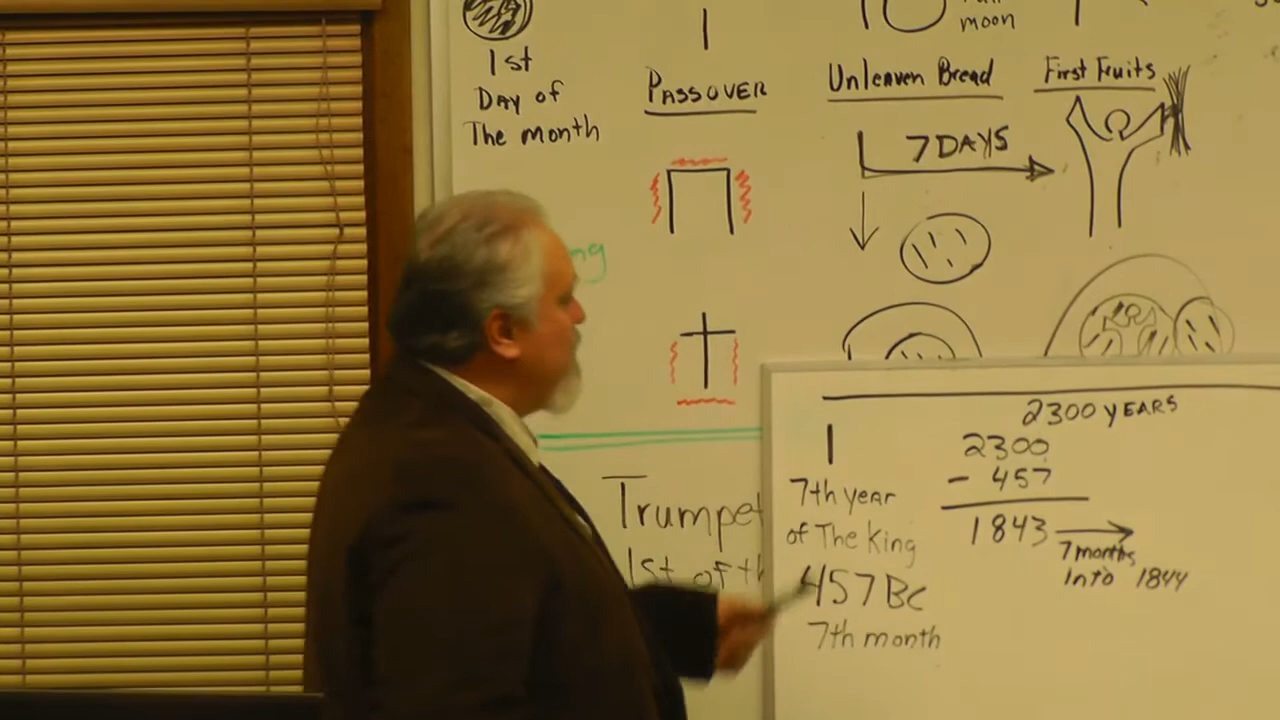 1st
Day of
The month
Passover
moon
Unleaven Bread
First Fruits
7 Days
Trumpet
1st of th
2300 years
2300
- 457
1843
7 months
into 1844
1
7th year
of The King
457 BC
7th month